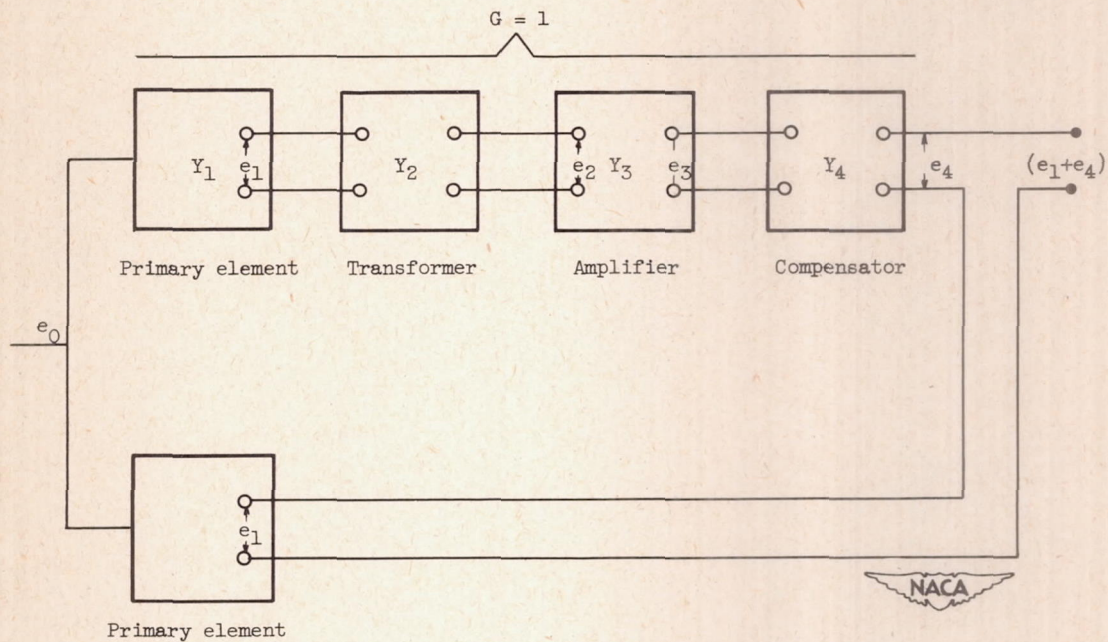 G = 1
Y1 e1 Y2 e2 Y3 e3 Y4 e4 (e1+e4)
Primary element Transformer Amplifier Compensator
e0
e1
NACA
Primary element